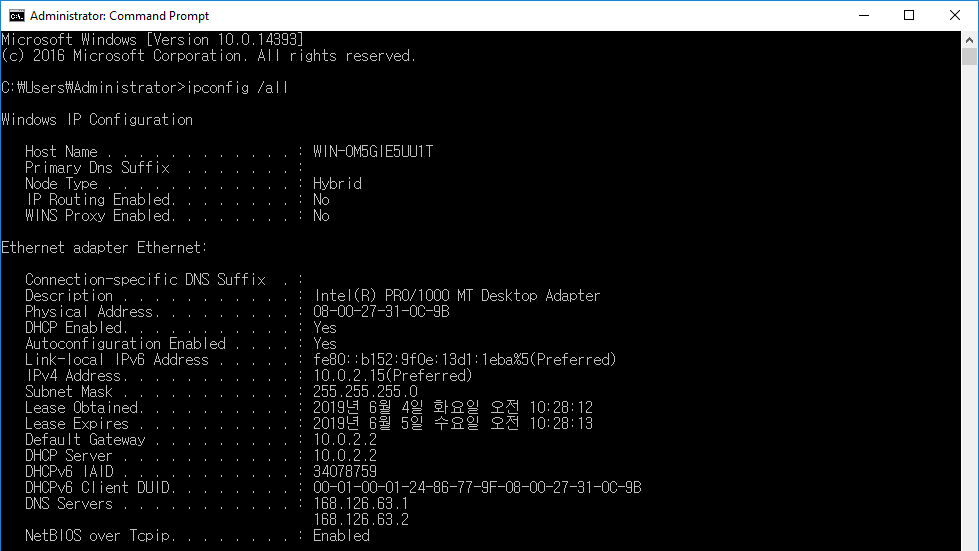 Administrator: Command Prompt
Microsoft Windows [Version 10.0.14393]
(c) 2016 Microsoft Corporation. All rights reserved.
C:₩Users₩Administrator>ipconfig /all
Windows IP Configuration
Host Name . . . . . . . . . . . . : WIN-OM5GIE5UU1T
Primary Dns Suffix  . . . . . . . :
Node Type . . . . . . . . . . . . : Hybrid
IP Routing Enabled. . . . . . . . : No
WINS Proxy Enabled. . . . . . . . : No
Ethernet adapter Ethernet:
Connection-specific DNS Suffix  . :
Description . . . . . . . . . . . : Intel(R) PRO/1000 MT Desktop Adapter
Physical Address. . . . . . . . . : 08-00-27-31-0C-9B
DHCP Enabled. . . . . . . . . . . : Yes
Autoconfiguration Enabled . . . . : Yes
Link-local IPv6 Address . . . . . : fe80::b152:9f0e:13d1:1eba%5(Preferred)
IPv4 Address. . . . . . . . . . . : 10.0.2.15(Preferred)
Subnet Mask . . . . . . . . . . . : 255.255.255.0
Lease Obtained. . . . . . . . . . : 2019년 6월 4일 화요일 오전 10:28:12
Lease Expires . . . . . . . . . . : 2019년 6월 5일 수요일 오전 10:28:13
Default Gateway . . . . . . . . . : 10.0.2.2
DHCP Server . . . . . . . . . . . : 10.0.2.2
DHCPv6 IAID . . . . . . . . . . . : 34078759
DHCPv6 Client DUID. . . . . . . . : 00-01-00-01-24-86-77-9F-08-00-27-31-0C-9B
DNS Servers . . . . . . . . . . . : 168.126.63.1
168.126.63.2
NetBIOS over Tcpip. . . . . . . . : Enabled